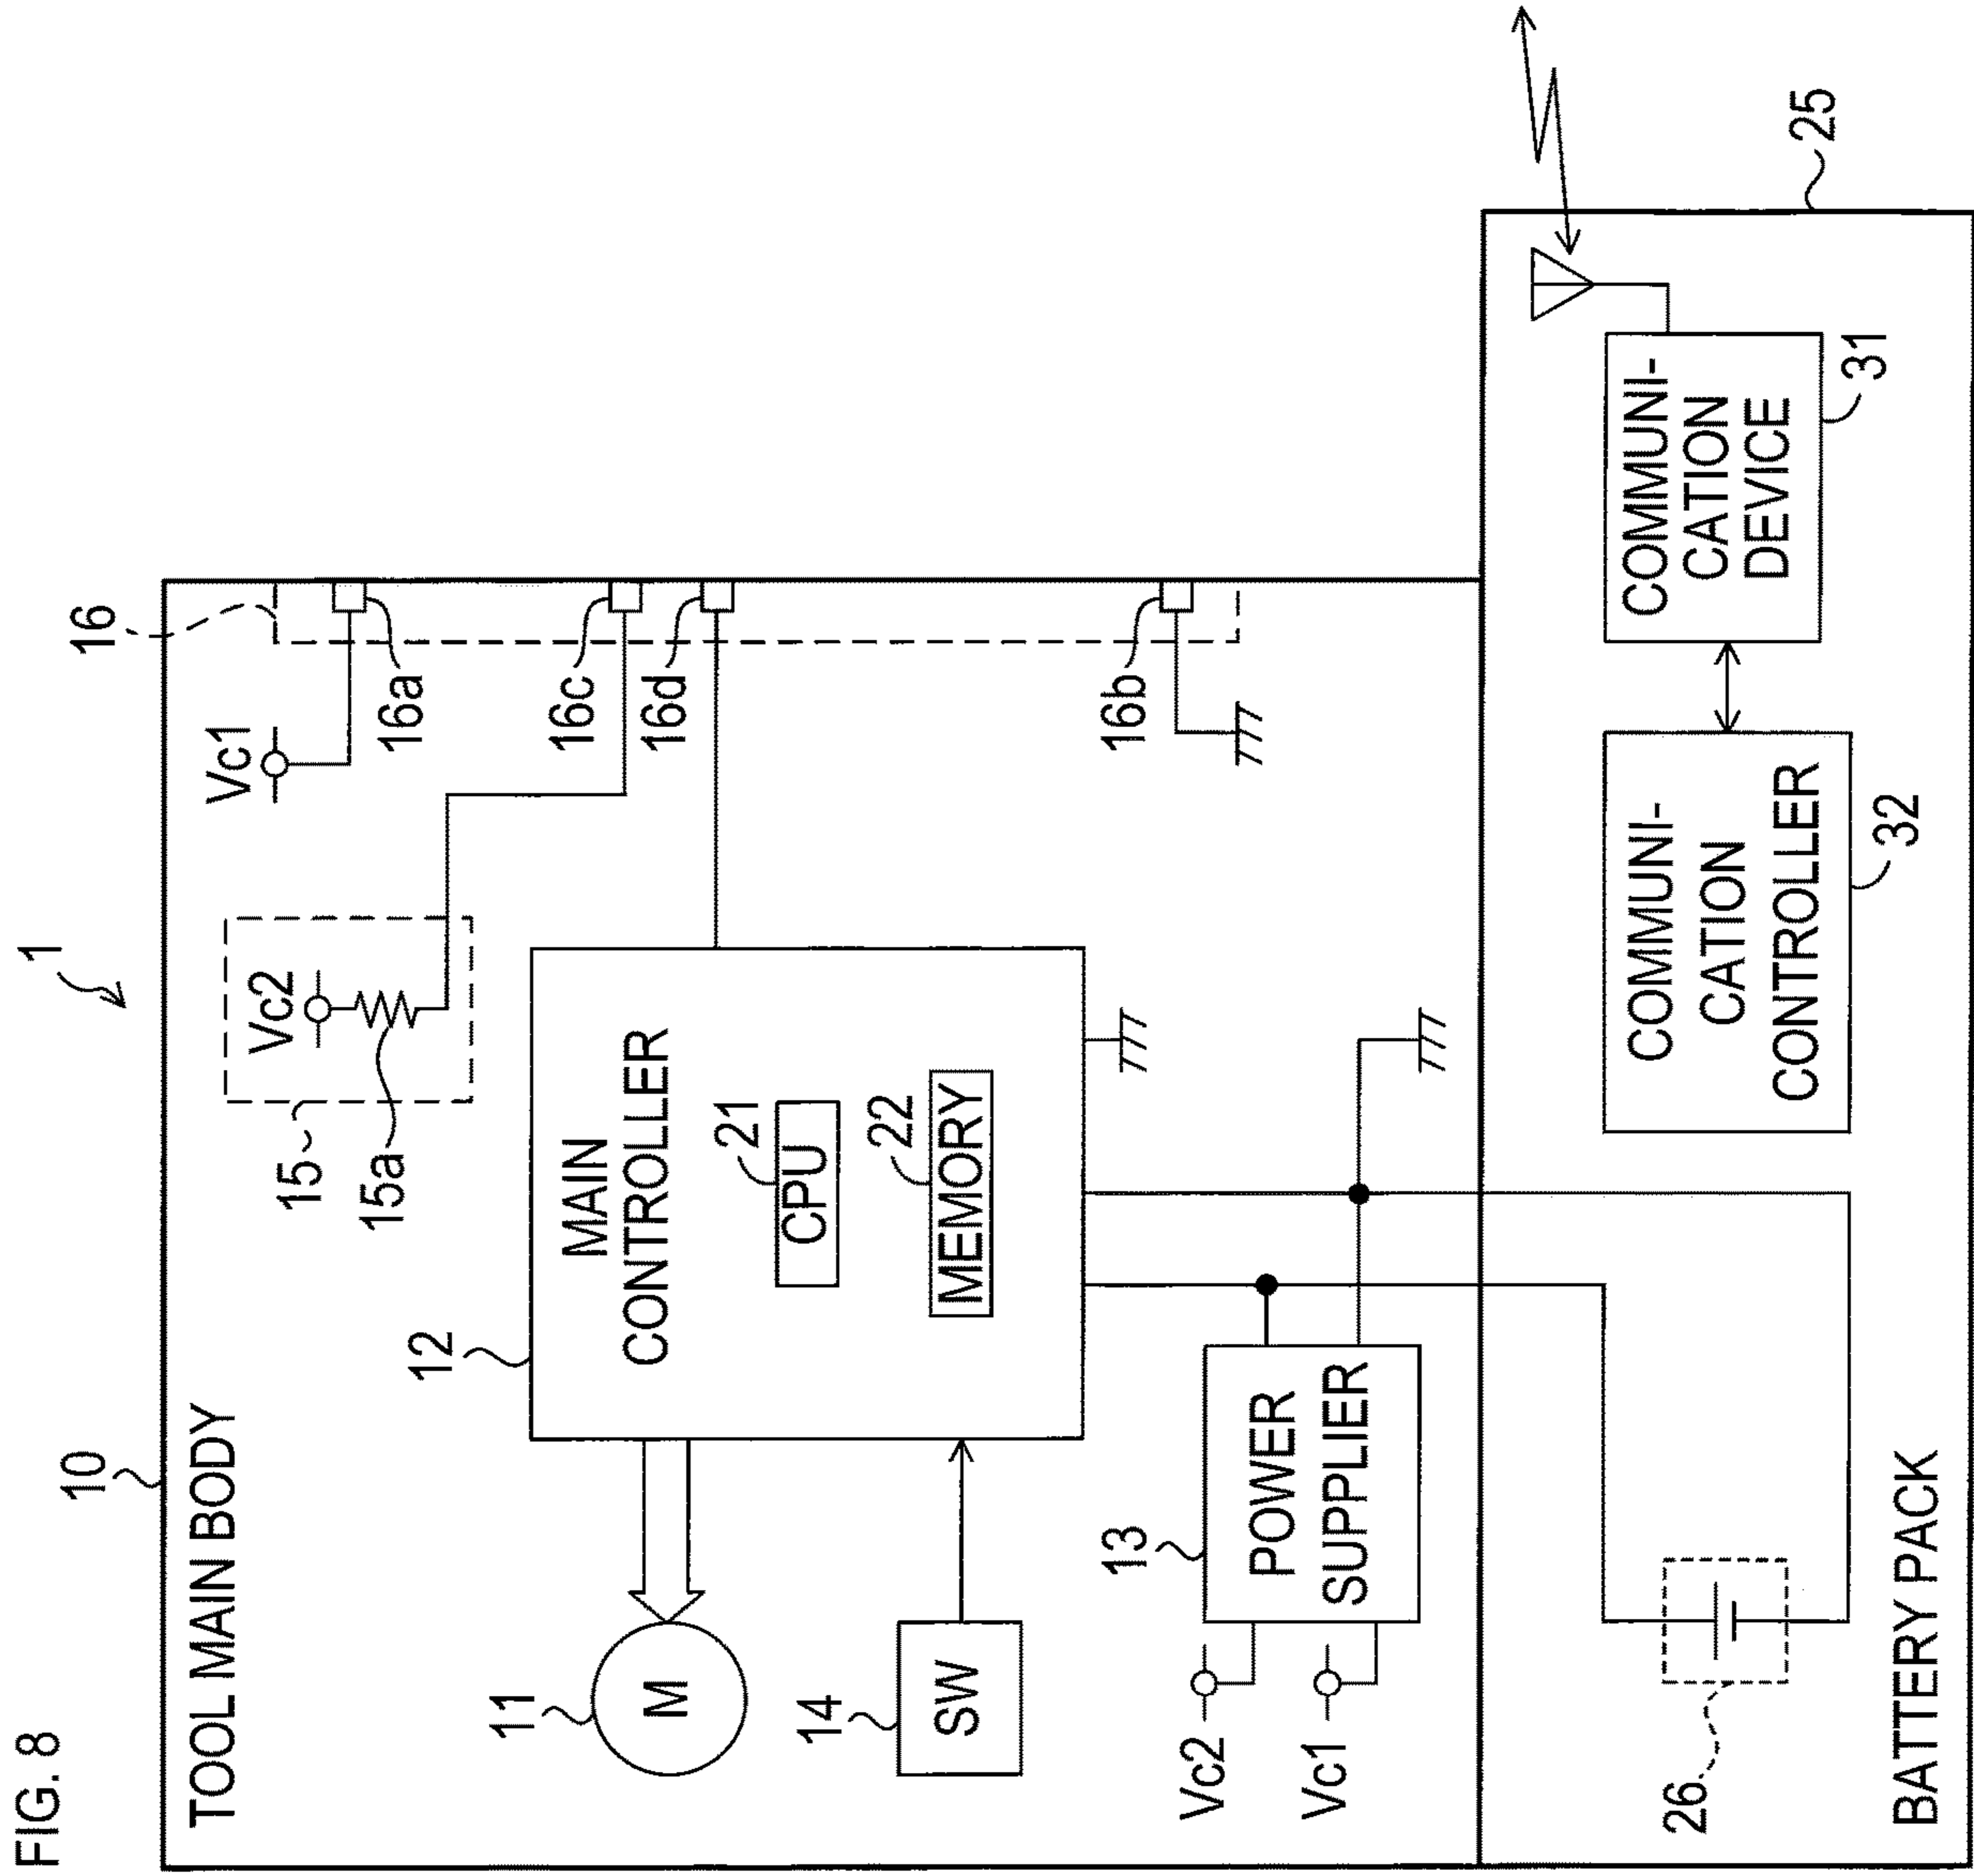 FIG. 8
1
10
TOOL MAIN BODY
Vc1
16
15
Vc2
15a
16a
12
MAIN
CONTROLLER
16c
11
M
16d
21
CPU
14
SW
22
MEMORY
13
POWER
SUPPLIER
Vc2
Vc1
16b
BATTERY PACK
25
26
COMMUNI-
CATION
CONTROLLER
32
COMMUNI-
CATION
DEVICE
31